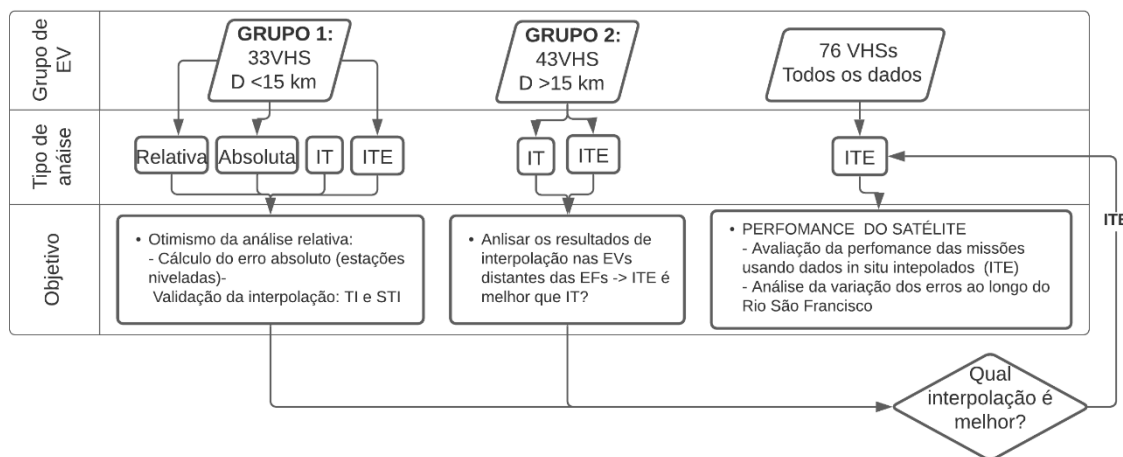 Grupo de
EV
GRUPO 1:
33VHS
D <15 km
GRUPO 2:
43VHS
D >15 km
76 VHSs
Todos os dados
Tipo de
anáise
Relativa
Absoluta
IT
ITE
IT
ITE
ITE
ITE
Objetivo
• Otimismo da análise relativa:
- Cálculo do erro absoluto (estações
niveladas)-
Validação da interpolação: TI e STI
• Anlisar os resultados de
interpolação nas EVs
distantes das EFs -> ITE é
melhor que IT?
• PERFOMANCE DO SATÉLITE
- Avaliação da perfomance das missões
usando dados in situ intepolados (ITE)
- Análise da variação dos erros ao longo do
Rio São Francisco
Qual
interpolação é
melhor?